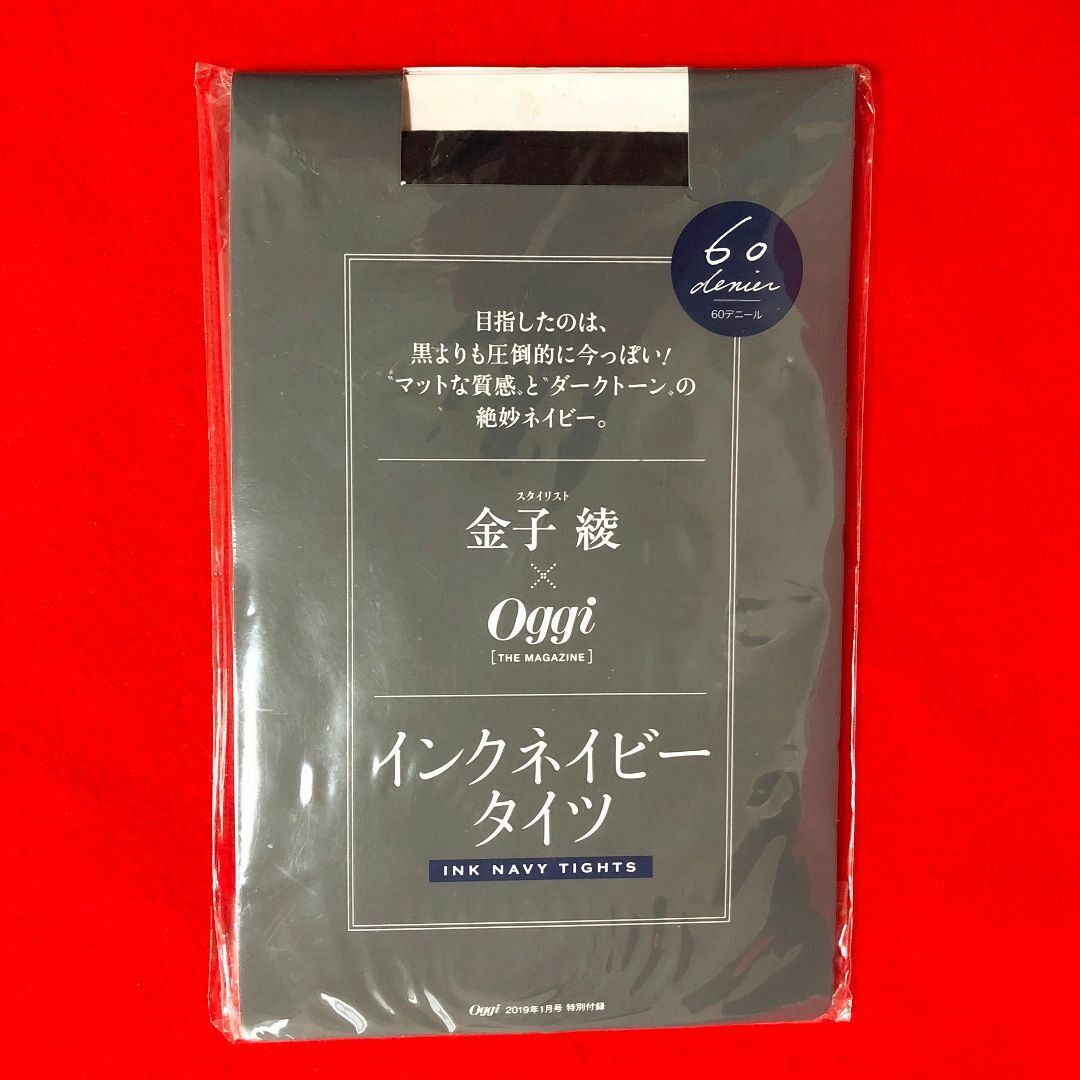 60
denier
60デニール
目指したのは、
黒よりも圧倒的に今っぽい!
〝マットな質感〟と〝ダークトーン〟の
絶妙ネイビー。
スタイリスト
金子 綾
×
Oggi
[THE MAGAZINE]
インクネイビー
タイツ
INK NAVY TIGHTS
Oggi 2019年1月号 特別付録